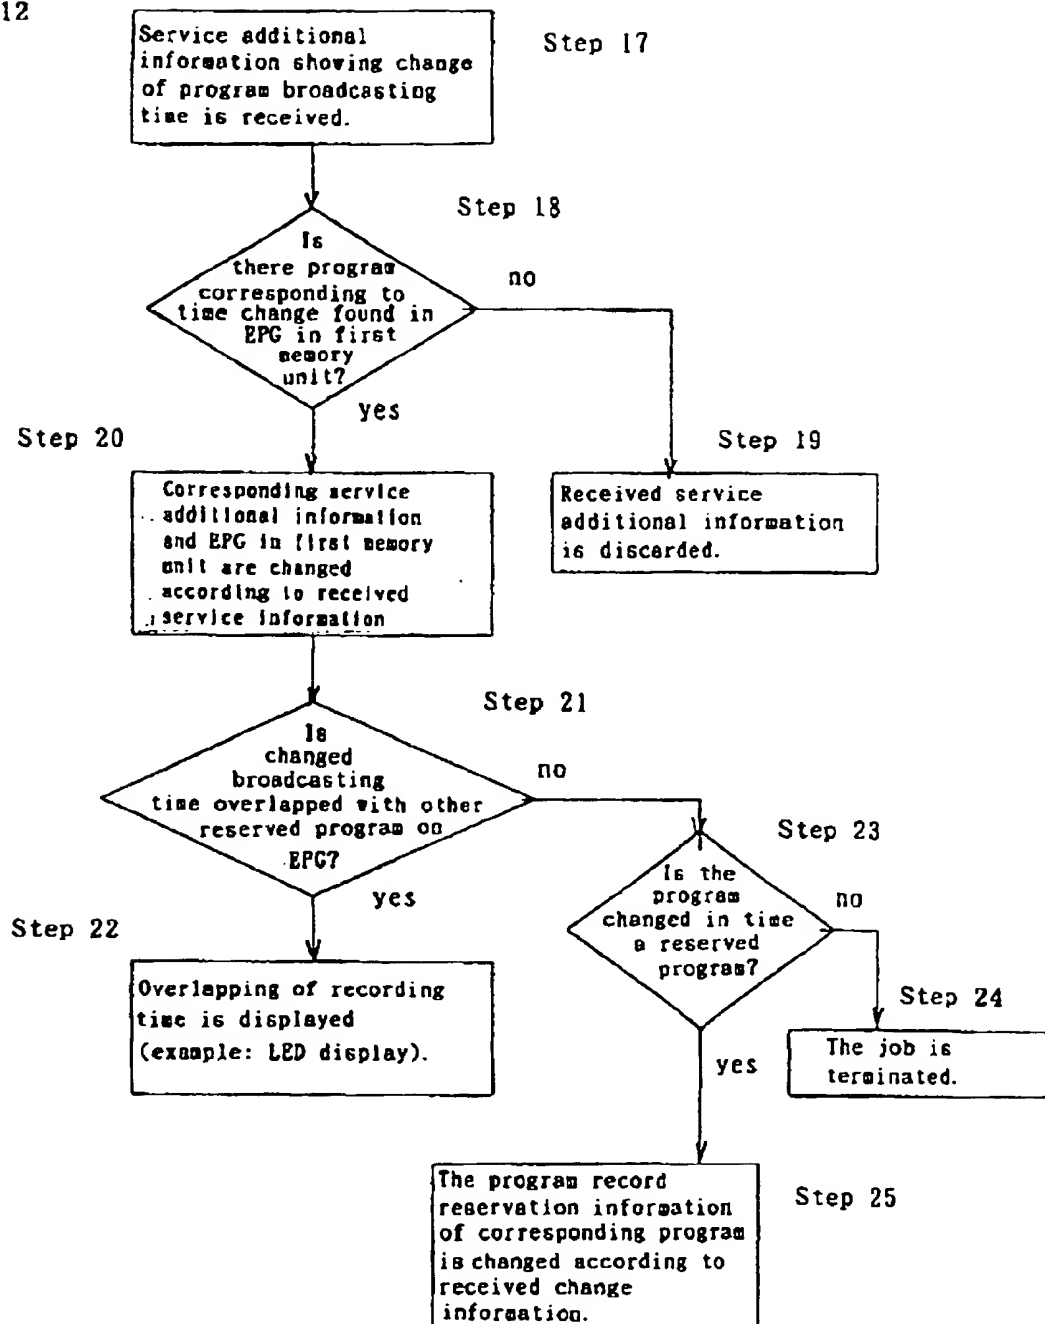 12
Service additional
information showing change
of program broadcasting
time is received.
Step 17
Step 18
Is
there program
corresponding to
time change found in
EPG in first
memory
unit?
no
yes
Step 20
Step 19
Corresponding service
additional information
and EPG in first memory
unit are changed
according to received
service information
Received service
additional information
is discarded.
Step 21
Is
changed
broadcasting
time overlapped with other
reserved program on
EPG?
no
yes
Step 23
Is the
program
changed in time
a reserved
program?
no
Step 22
Overlapping of recording
time is displayed
(example: LED display).
Step 24
The job is
terminated.
yes
The program record
reservation information
of corresponding program
is changed according to
received change
information.
Step 25